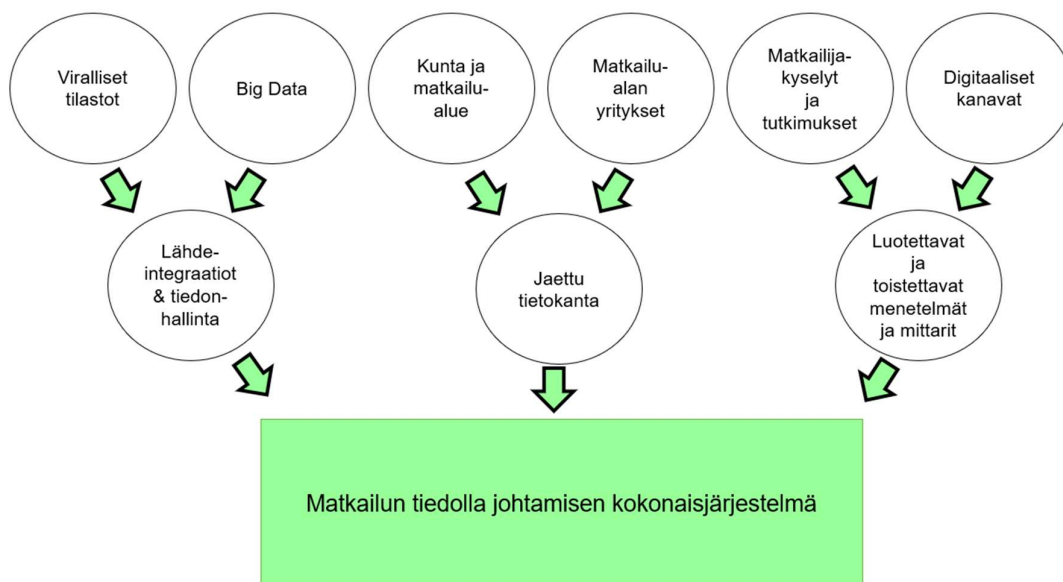 Viralliset
tilastot
Big Data
Kunta ja
matkailu-
alue
Matkailu-
alan
yritykset
Matkailija-
kyselyt
ja
tutkimukset
Digitaaliset
kanavat
Lähde-
integraatiot
& tiedon-
hallinta
Jaettu
tietokanta
Luotettavat
ja
toistettavat
menetelmät
ja mittarit
Matkailun tiedolla johtamisen kokonaisjärjestelmä